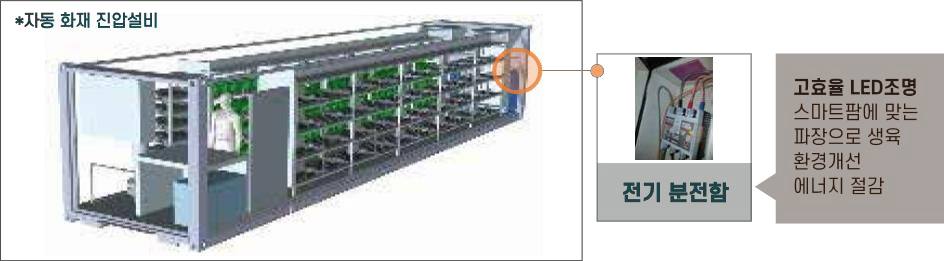 *자동 화재 진압설비
전기 분전함
고효율 LED조명
스마트팜에 맞는
파장으로 생육
환경개선
에너지 절감